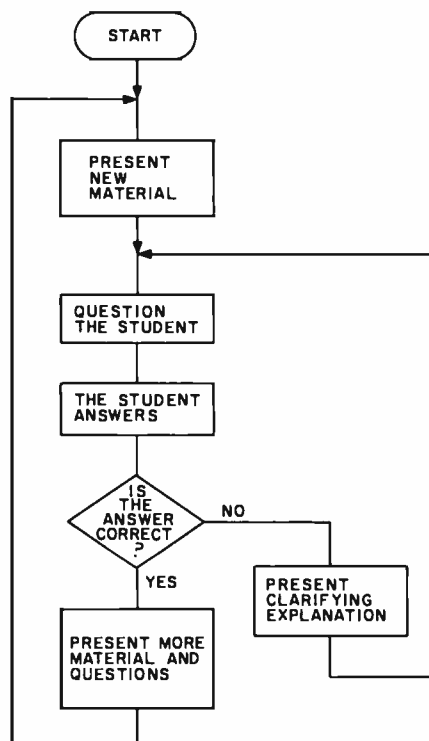 START
PRESENT
NEW
MATERIAL
QUESTION
THE STUDENT
THE STUDENT
ANSWERS
IS
THE
ANSWER
CORRECT
?
NO
YES
PRESENT
CLARIFYING
EXPLANATION
PRESENT MORE
MATERIAL AND
QUESTIONS